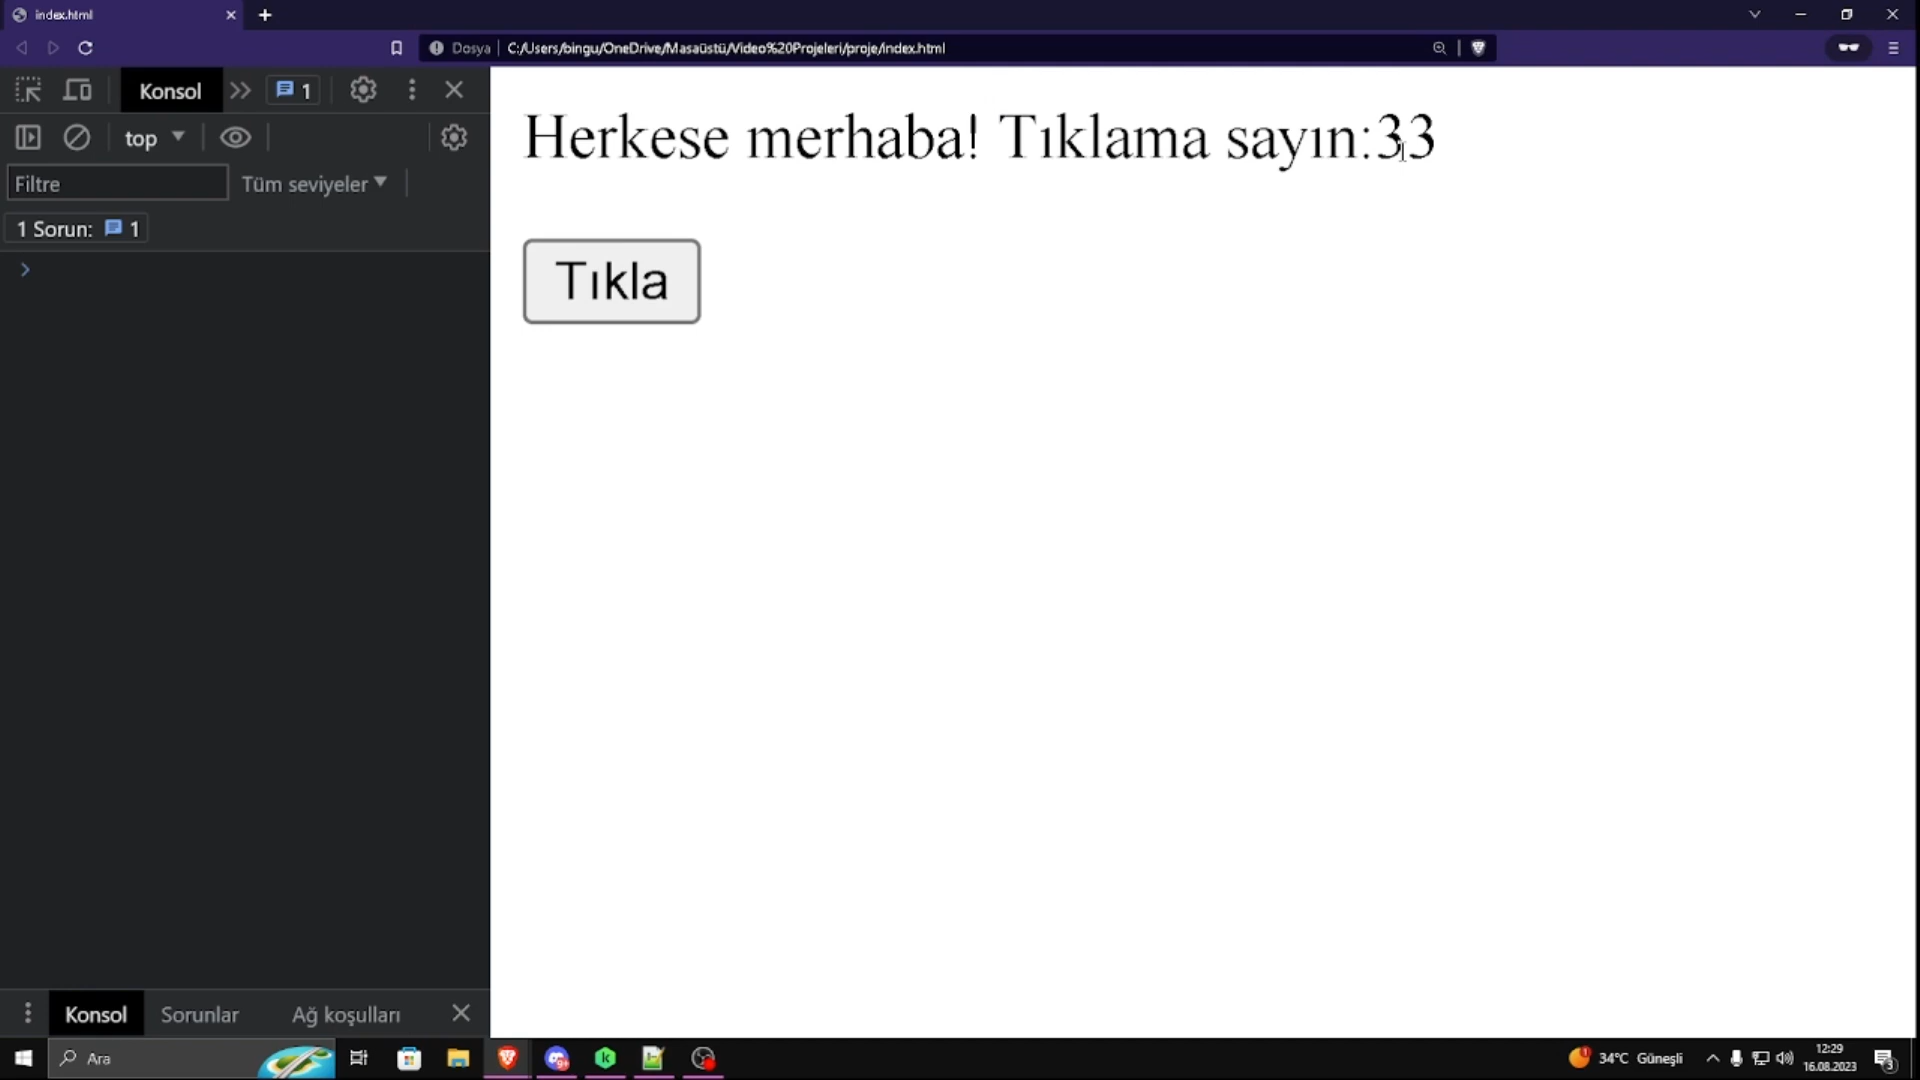 index.html
Dosya C:/Users/bingu/OneDrive/Masaüstü/Video%20Projeleri/proje/index.html
Konsol 1
top
Filtre Tüm seviyeler
1 Sorun: 1
Herkese merhaba! Tıklama sayın:33
Tıkla
Konsol Sorunlar Ağ koşulları
Ara
34°C Güneşli
12:29
16.08.2023
3